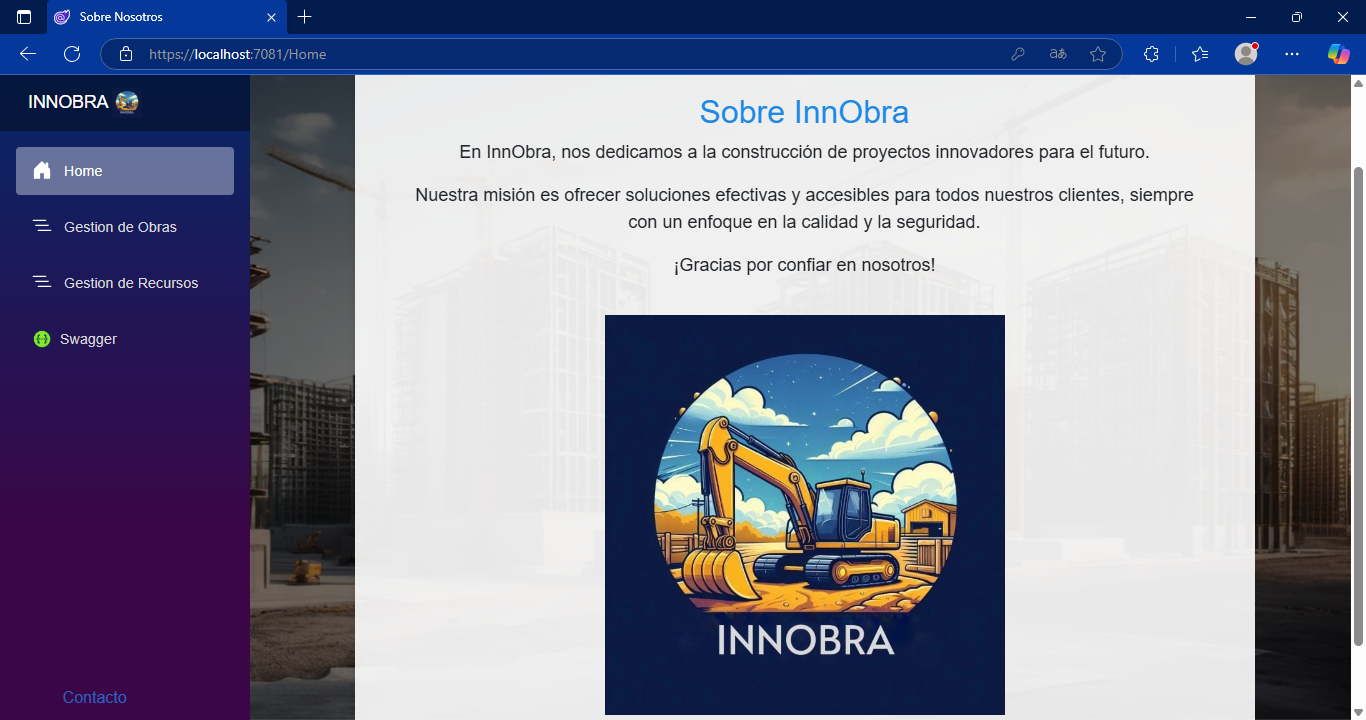 Sobre Nosotros
https://localhost:7081/Home
INNOBRA
Home
Gestion de Obras
Gestion de Recursos
Swagger
Contacto
Sobre InnObra
En InnObra, nos dedicamos a la construcción de proyectos innovadores para el futuro.
Nuestra misión es ofrecer soluciones efectivas y accesibles para todos nuestros clientes, siempre
con un enfoque en la calidad y la seguridad.
¡Gracias por confiar en nosotros!
INNOBRA